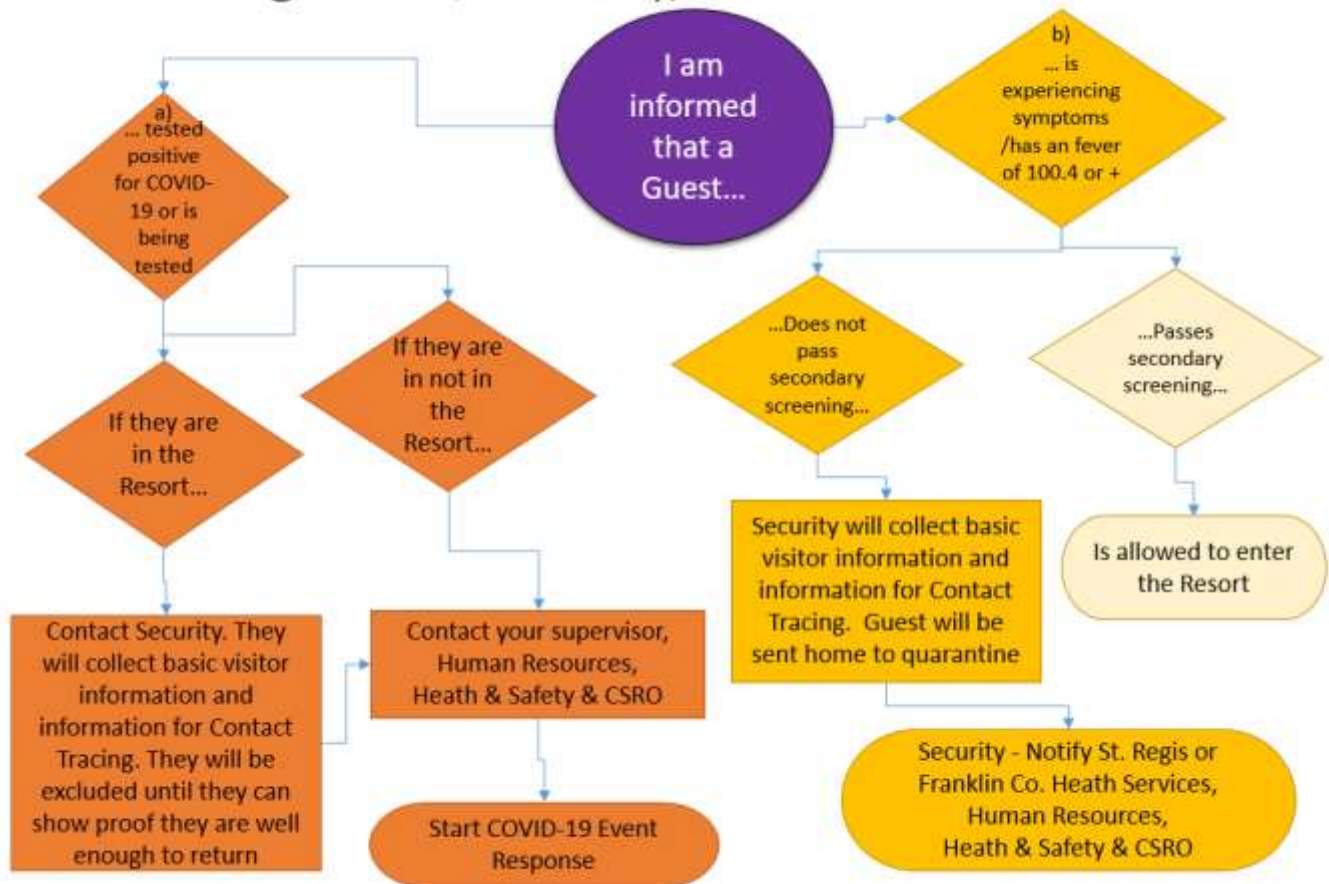 I am
informed
that a
Guest...
a)
... tested
positive
for COVID-
19 or is
being
tested
If they are
in the
Resort...
If they are
in not in
the
Resort...
Contact Security. They
will collect basic visitor
information and
information for Contact
Tracing. They will be
excluded until they can
show proof they are well
enough to return
Contact your supervisor,
Human Resources,
Heath & Safety & CSRO
Start COVID-19 Event
Response
b)
... is
experiencing
symptoms
/has an fever
of 100.4 or +
...Does not
pass
secondary
screening...
...Passes
secondary
screening...
Security will collect basic
visitor information and
information for Contact
Tracing.  Guest will be
sent home to quarantine
Is allowed to enter
the Resort
Security - Notify St. Regis or
Franklin Co. Heath Services,
Human Resources,
Heath & Safety & CSRO